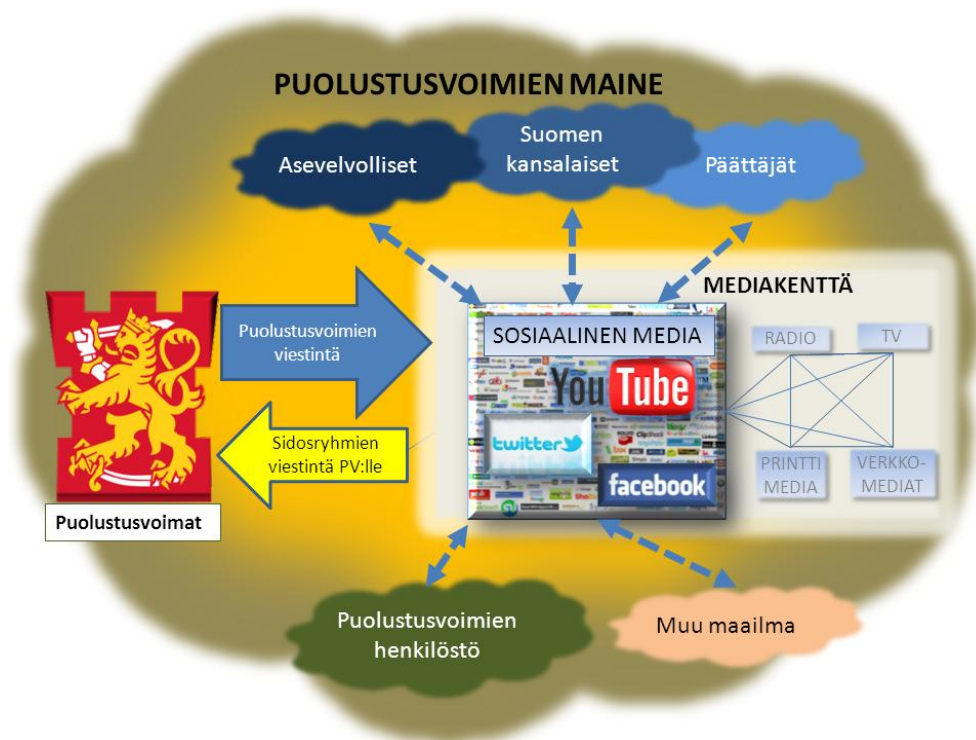 PUOLUSTUSVOIMIEN MAINE
Asevelvolliset
Suomen
kansalaiset
Päättäjät
MEDIAKENTTÄ
Puolustusvoimien
viestintä
SOSIAALINEN MEDIA
YouTube
twitter
facebook
RADIO
TV
PRINTTI
MEDIA
VERKKO-
MEDIAT
Sidosryhmien
viestintä PV:lle
Puolustusvoimat
Puolustusvoimien
henkilöstö
Muu maailma